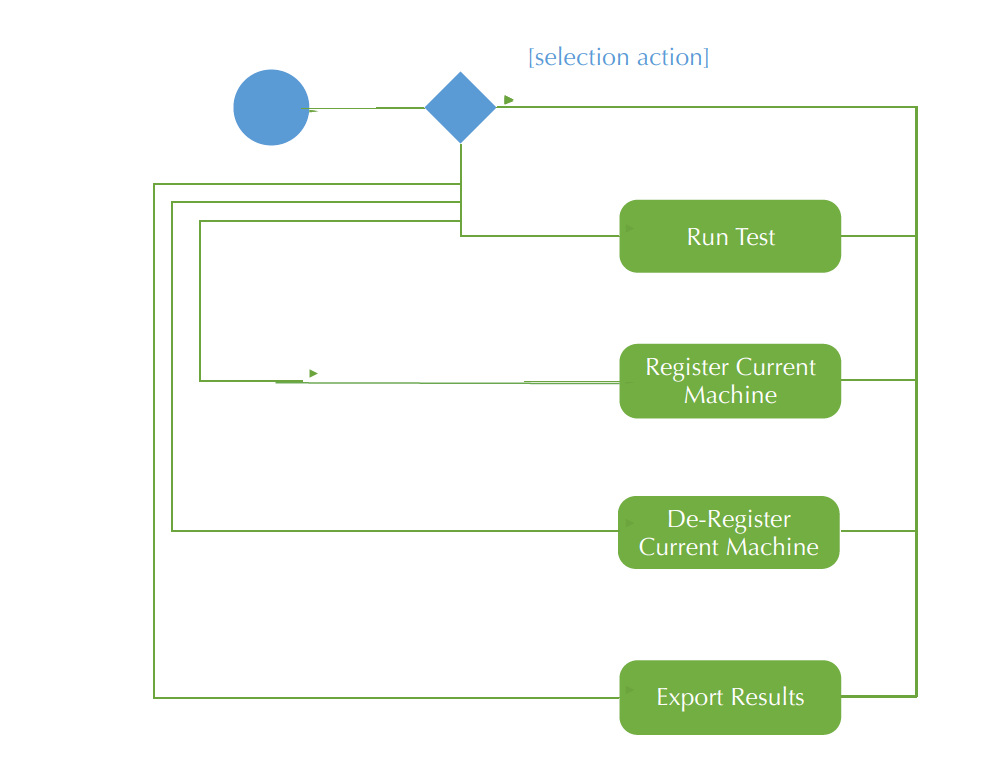 [selection action]
Run Test
Register Current
Machine
De-Register
Current Machine
Export Results